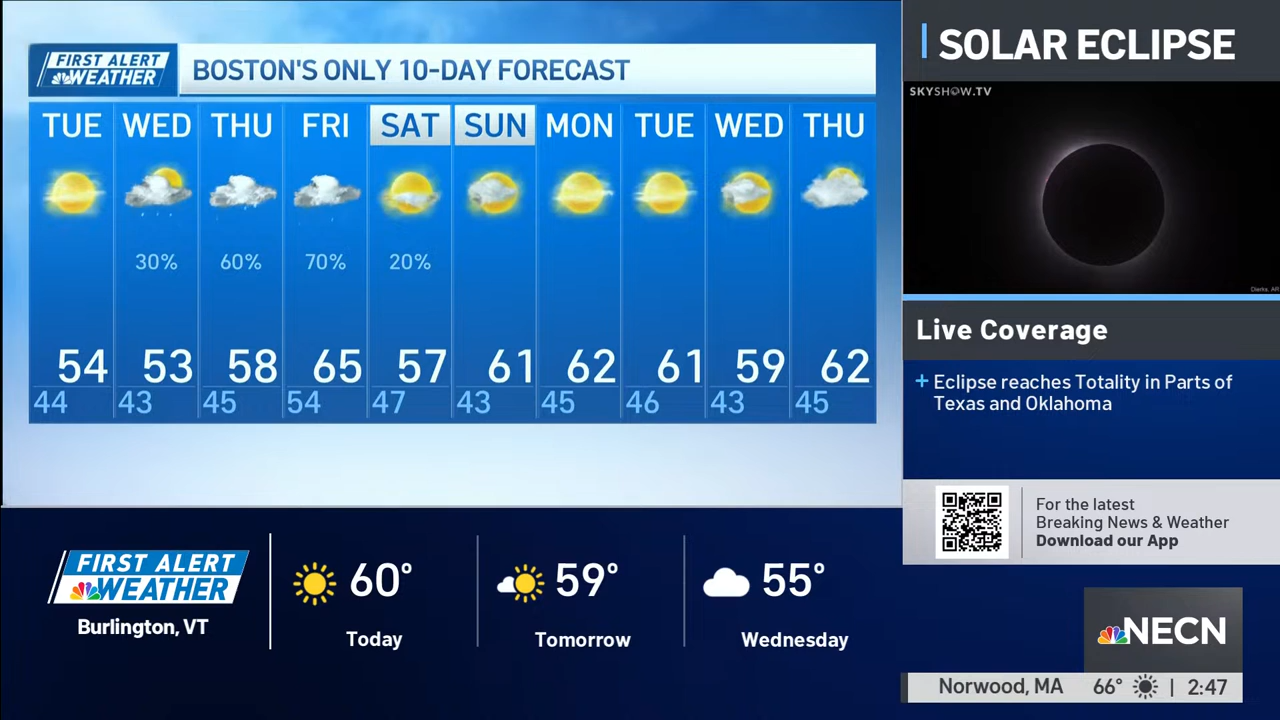 FIRST ALERT
WEATHER
BOSTON'S ONLY 10-DAY FORECAST
TUE WED THU FRI SAT SUN MON TUE WED THU
30% 60% 70% 20%
54 53 58 65 57 61 62 61 59 62
44 43 45 54 47 43 45 46 43 45
SOLAR ECLIPSE
SKYSHOW.TV
Clarks, AR
Live Coverage
+ Eclipse reaches Totality in Parts of
Texas and Oklahoma
For the latest
Breaking News & Weather
Download our App
FIRST ALERT
WEATHER
Burlington, VT
60° 59° 55°
Today Tomorrow Wednesday
NECN
Norwood, MA 66° | 2:47